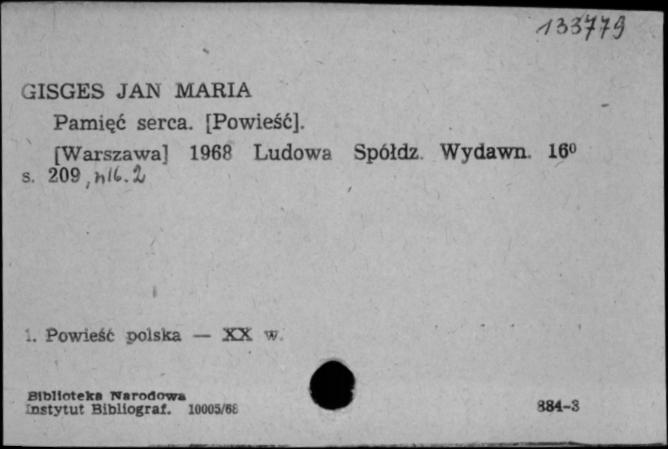 133779
GISGES JAN MARIA
Pamięć serca. [Powieść].
[Warszawa] 1968 Ludowa Spółdz. Wydawn. 16⁰
s. 209, nlb. 2
1. Powieść polska — XX w.
Biblioteka Narodowa
Instytut Bibliograf. 10005/68
884-3